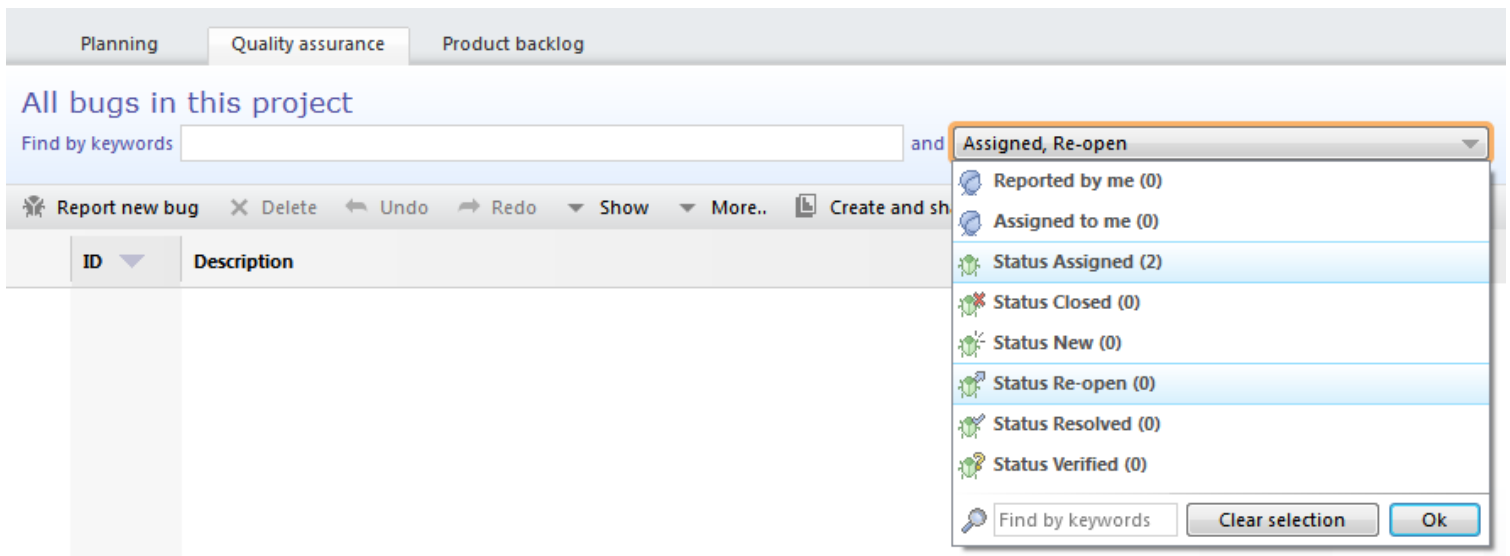 Planning Quality assurance Product backlog
All bugs in this project
Find by keywords and Assigned, Re-open
Reported by me (0)
Report new bug Delete Undo Redo Show More.. Create and sh
Assigned to me (0)
ID Description Status Assigned (2)
Status Closed (0)
Status New (0)
Status Re-open (0)
Status Resolved (0)
Status Verified (0)
Find by keywords Clear selection Ok